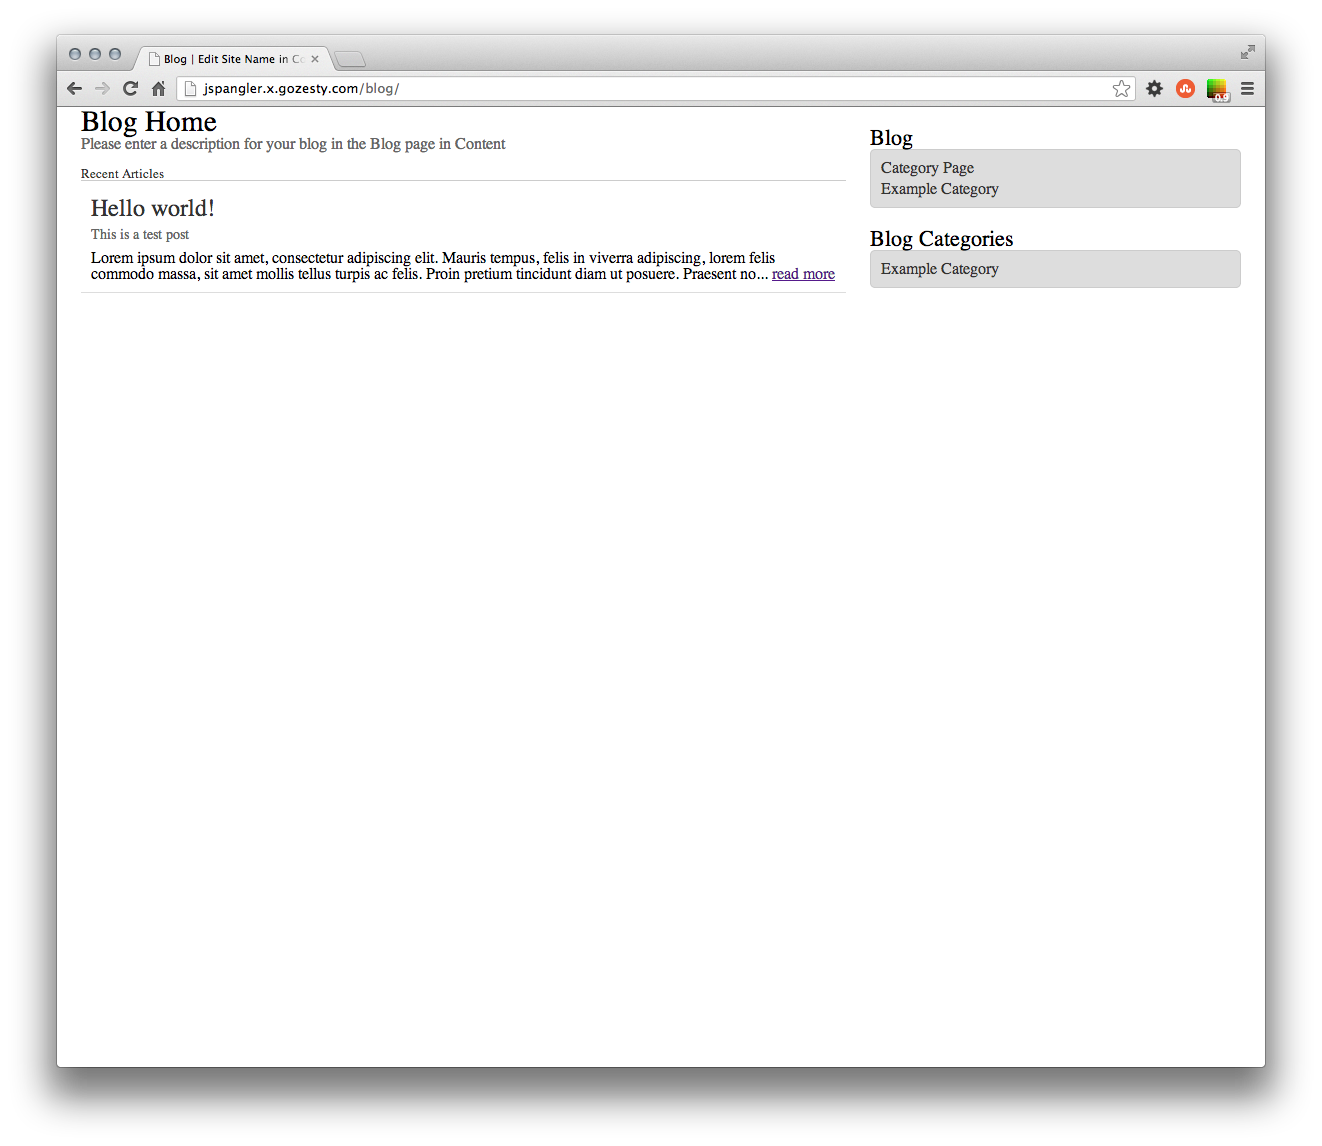 Blog | Edit Site Name in Co
jspangler.x.gozesty.com/blog/
0.9
Blog Home
Please enter a description for your blog in the Blog page in Content
Recent Articles
Hello world!
This is a test post
Lorem ipsum dolor sit amet, consectetur adipiscing elit. Mauris tempus, felis in viverra adipiscing, lorem felis
commodo massa, sit amet mollis tellus turpis ac felis. Proin pretium tincidunt diam ut posuere. Praesent no... read more
Blog
Category Page
Example Category
Blog Categories
Example Category